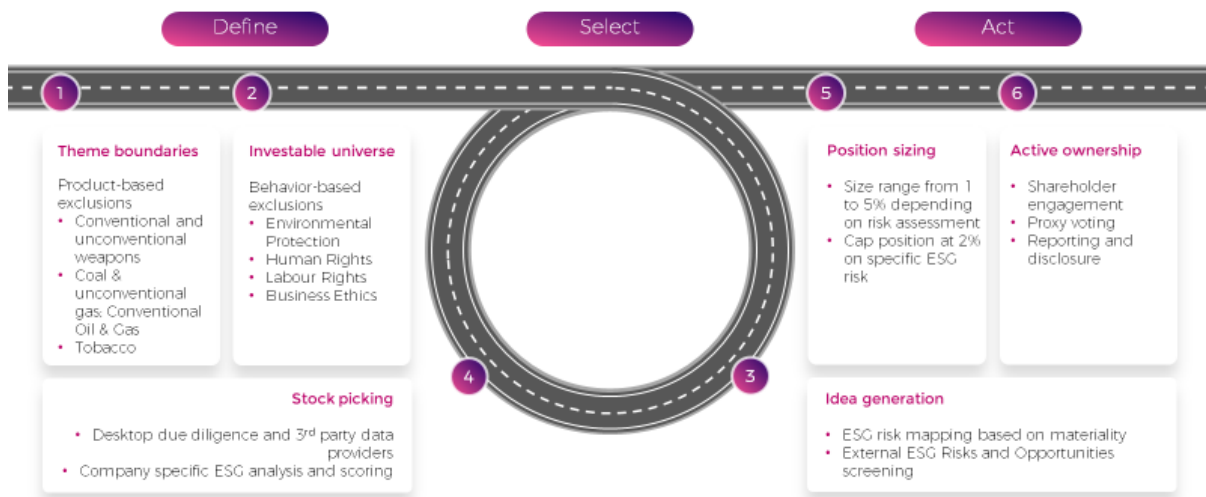 Define
Select
Act
1
2
5
6
Theme boundaries
Product-based
exclusions
• Conventional and
unconventional
weapons
• Coal &
unconventional
gas; Conventional
Oil & Gas
• Tobacco
Investable universe
Behavior-based
exclusions
• Environmental
Protection
• Human Rights
• Labour Rights
• Business Ethics
Position sizing
• Size range from 1
to 5% depending
on risk assessment
• Cap position at 2%
on specific ESG
risk
Active ownership
• Shareholder
engagement
• Proxy voting
• Reporting and
disclosure
4
3
Stock picking
• Desktop due diligence and 3rd party data
providers
• Company specific ESG analysis and scoring
Idea generation
• ESG risk mapping based on materiality
• External ESG Risks and Opportunities
screening